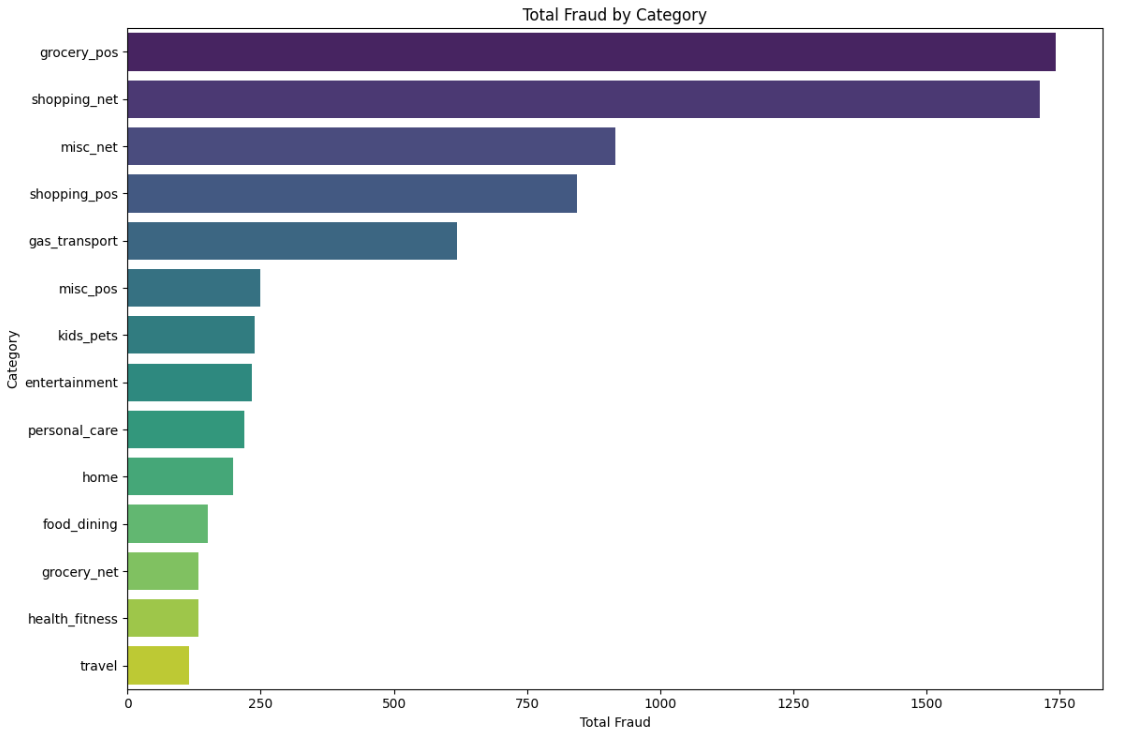 Total Fraud by Category
Category
grocery_pos
shopping_net
misc_net
shopping_pos
gas_transport
misc_pos
kids_pets
entertainment
personal_care
home
food_dining
grocery_net
health_fitness
travel
0 250 500 750 1000 1250 1500 1750
Total Fraud